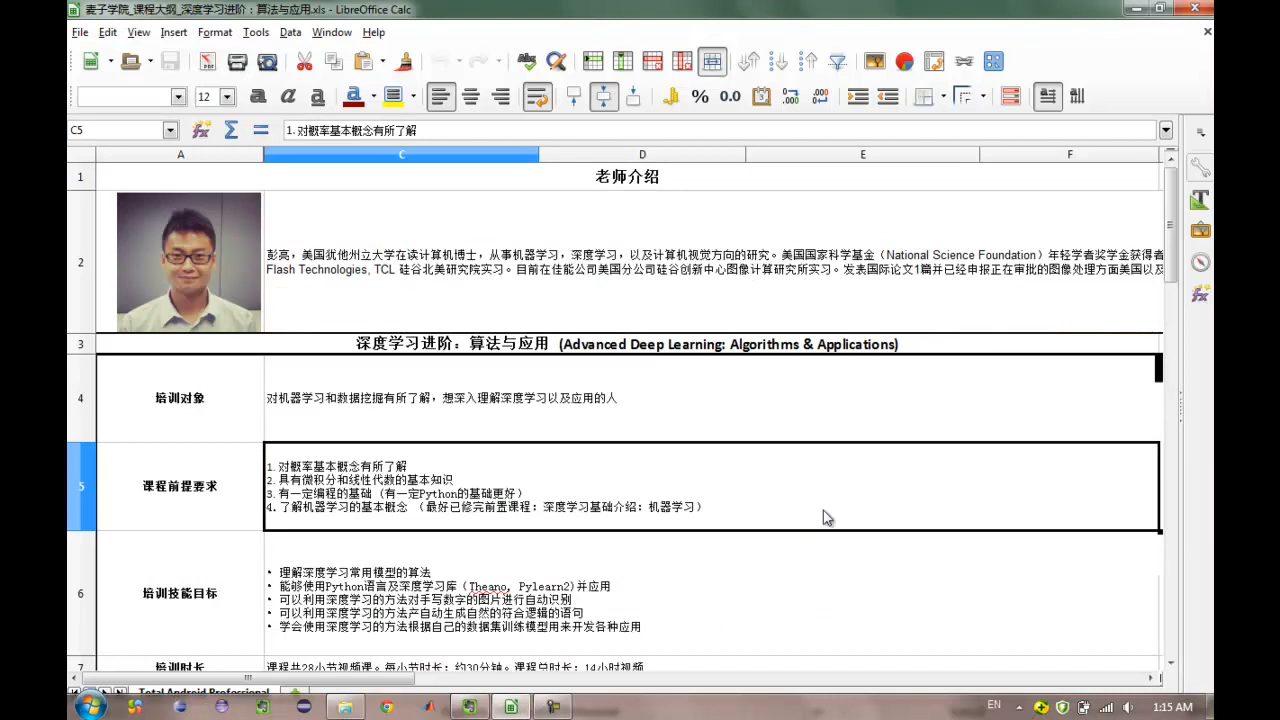 麦子学院_课程大纲_深度学习进阶：算法与应用.xls - LibreOffice Calc
File Edit View Insert Format Tools Data Window Help
12
C5
1. 对概率基本概念有所了解
A C D E F
1 老师介绍
2
彭亮，美国犹他州立大学在读计算机博士，从事机器学习，深度学习，以及计算机视觉方向的研究。美国国家科学基金（National Science Foundation）年轻学者奖学金获得者
Flash Technologies, TCL 硅谷北美研究院实习。目前在佳能公司美国分公司硅谷创新中心图像计算研究所实习。发表国际论文1篇并已经申报正在审批的图像处理方面美国以及
3 深度学习进阶：算法与应用 (Advanced Deep Learning: Algorithms & Applications)
4 培训对象 对机器学习和数据挖掘有所了解，想深入理解深度学习以及应用的人
5 课程前提要求
1. 对概率基本概念有所了解
2. 具有微积分和线性代数的基本知识
3. 有一定编程的基础（有一定Python的基础更好）
4. 了解机器学习的基本概念 （最好已修完前置课程：深度学习基础介绍：机器学习）
6 培训技能目标
• 理解深度学习常用模型的算法
• 能够使用Python语言及深度学习库（Theano, Pylearn2)并应用
• 可以利用深度学习的方法对手写数字的图片进行自动识别
• 可以利用深度学习的方法产自动生成自然的符合逻辑的语句
• 学会使用深度学习的方法根据自己的数据集训练模型用来开发各种应用
7 培训时长 课程共28小节视频课。每小节时长：约30分钟。课程总时长：14小时视频
Total Android Professional
EN 1:15 AM